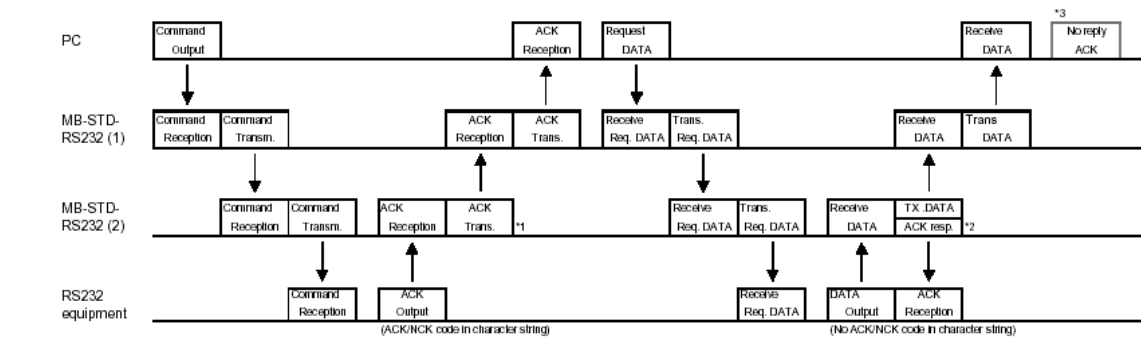 *3
PC
Command
Output
ACK
Reception
Request
DATA
Receive
DATA
No reply
ACK
MB-STD-
RS232 (1)
Command
Reception
Command
Transm.
ACK
Reception
ACK
Trans.
Receive
Req. DATA
Trans.
Req. DATA
Receive
DATA
Trans
DATA
MB-STD-
RS232 (2)
Command
Reception
Command
Transm.
ACK
Reception
ACK
Trans.
*1
Receive
Req. DATA
Trans.
Req. DATA
Receive
DATA
TX .DATA
ACK resp.
*2
RS232
equipment
Command
Reception
ACK
Output
Receive
Req. DATA
DATA
Output
ACK
Reception
(ACK/NCK code in character string)
(No ACK/NCK code in character string)